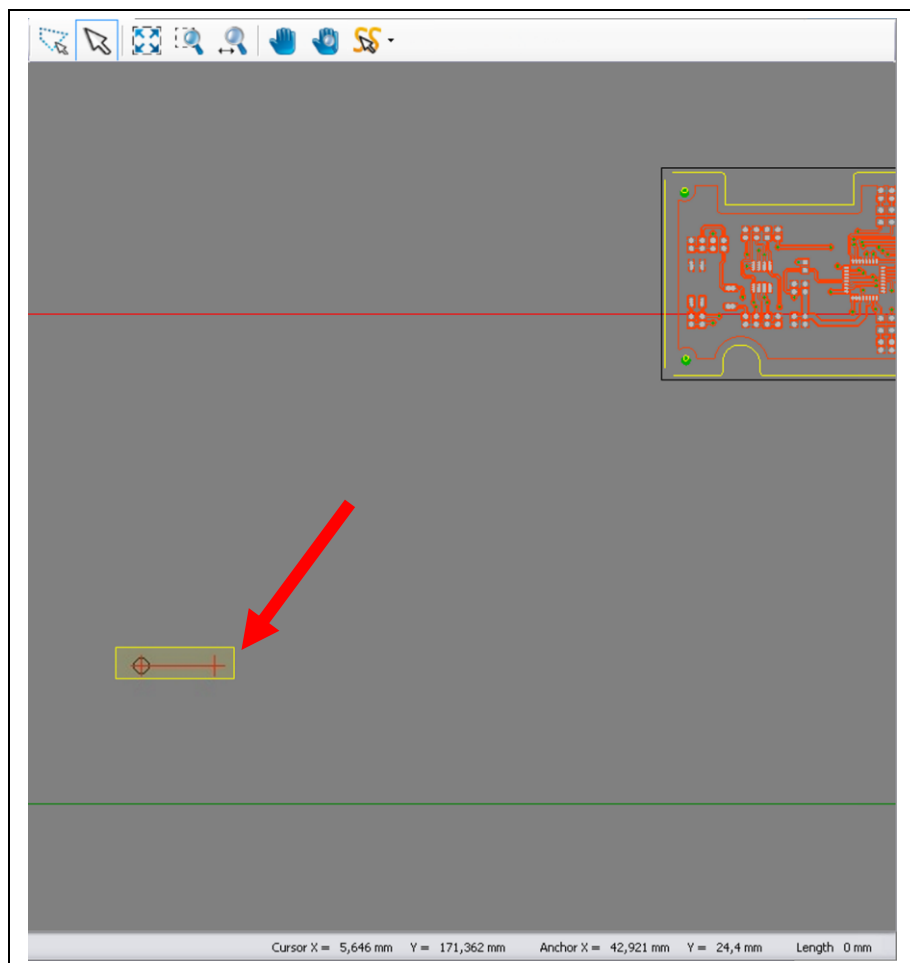 Cursor X = 5,646 mm Y = 171,362 mm Anchor X = 42,921 mm Y = 24,4 mm Length 0 mm